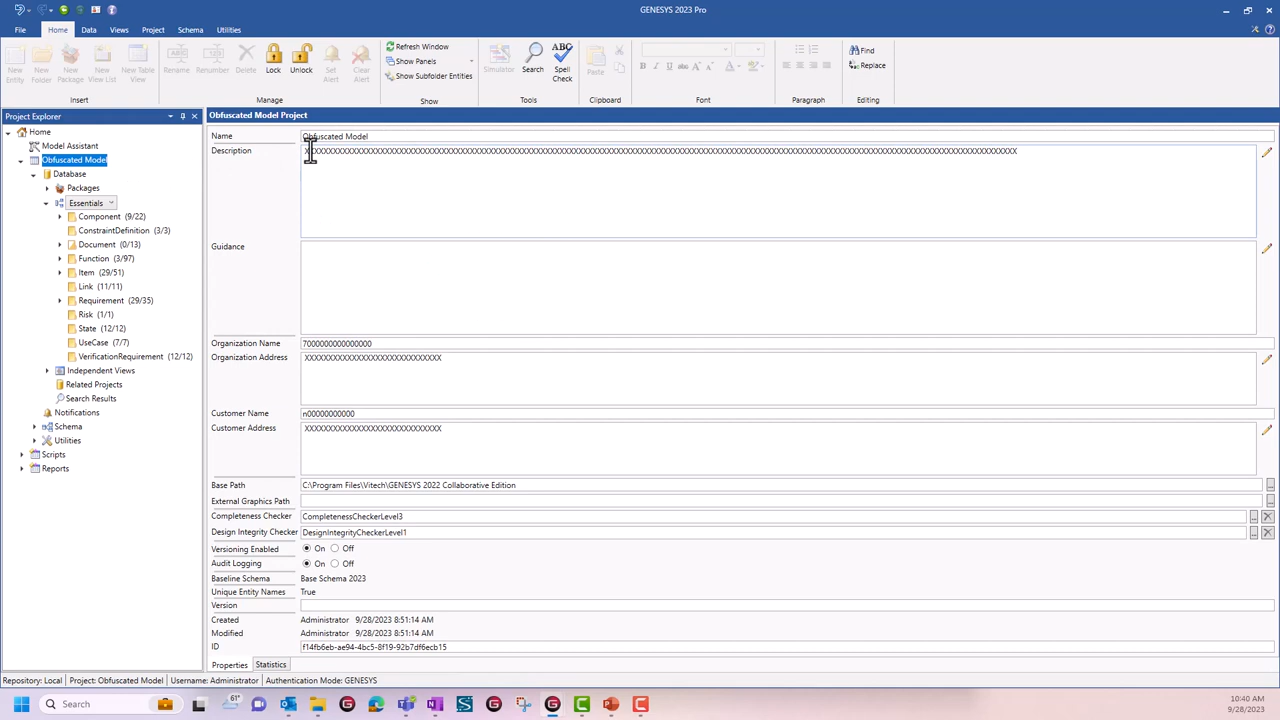 GENESYS 2023 Pro
File Home Data Views Project Schema Utilities
New Entity New Folder New Package New View List New Table View
Insert
Rename Renumber Delete Lock Unlock Set Alert Clear Alert
Manage
Refresh Window
Show Panels
Show Subfolder Entities
Show
Simulator Search Spell Check
Tools
Paste
Clipboard
Font
Paragraph
Find
Replace
Editing
Project Explorer
Home
Model Assistant
Obfuscated Model
Database
Packages
Essentials
Component (9/22)
ConstraintDefinition (3/3)
Document (0/13)
Function (3/97)
Item (29/51)
Link (11/11)
Requirement (29/35)
Risk (1/1)
State (12/12)
UseCase (7/7)
VerificationRequirement (12/12)
Independent Views
Related Projects
Search Results
Notifications
Schema
Utilities
Scripts
Reports
Obfuscated Model Project
Name Obfuscated Model
Description
Guidance
Organization Name 7000000000000000
Organization Address XXXXXXXXXXXXXXXXXXXXXXXXXXXXX
Customer Name n00000000000
Customer Address XXXXXXXXXXXXXXXXXXXXXXXXXXXXX
Base Path C:\Program Files\Vitech\GENESYS 2022 Collaborative Edition
External Graphics Path
Completeness Checker CompletenessCheckerLevel3
Design Integrity Checker DesignIntegrityCheckerLevel1
Versioning Enabled On Off
Audit Logging On Off
Baseline Schema Base Schema 2023
Unique Entity Names True
Version
Created Administrator 9/28/2023 8:51:14 AM
Modified Administrator 9/28/2023 8:51:14 AM
ID f14fb6eb-ae94-4bc5-8f19-92b7df6ecb15
Properties Statistics
Repository: Local Project: Obfuscated Model Username: Administrator Authentication Mode: GENESYS
Search
61°
10:40 AM
9/28/2023